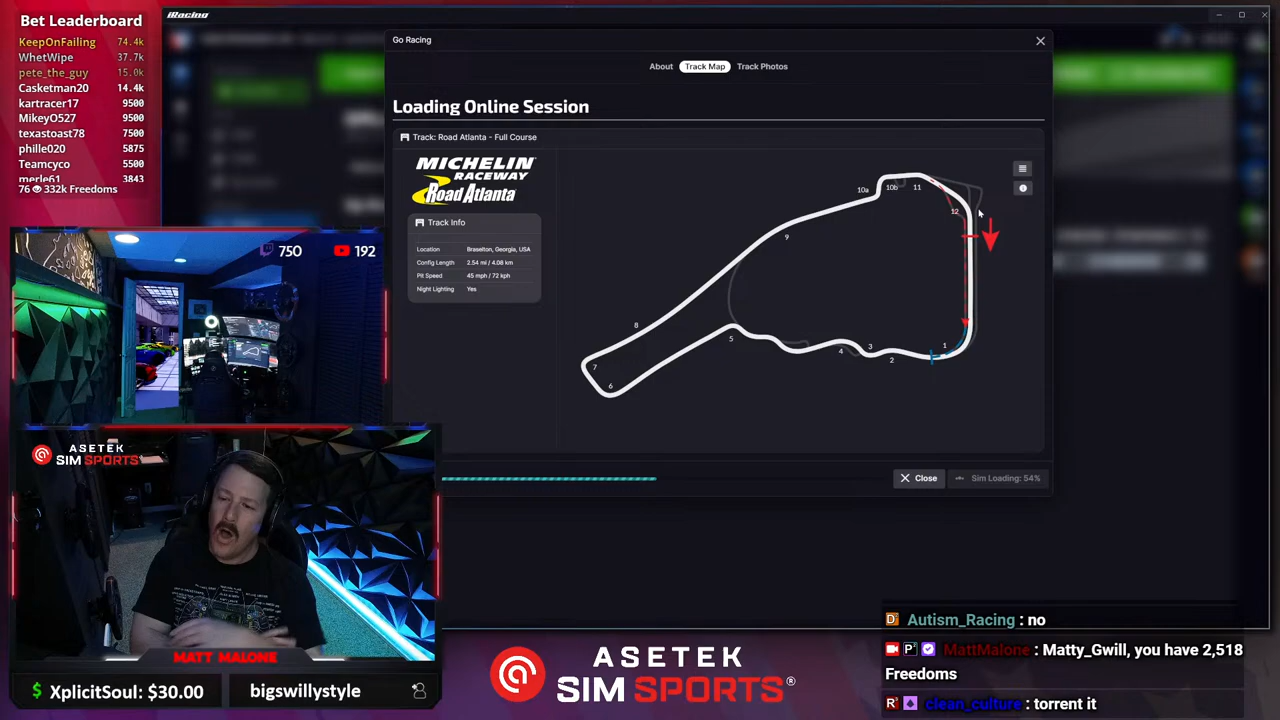 Bet Leaderboard
KeepOnFailing 74.4k
WhetWipe 37.7k
pete_the_guy 15.0k
Casketman20 14.4k
kartracer17 9500
MikeyO527 9500
texastoast78 7500
phille020 5875
Teamcyco 5500
merle61 3843
76 332k Freedoms
iRacing
Go Racing
About Track Map Track Photos
Loading Online Session
Track: Road Atlanta - Full Course
MICHELIN
RACEWAY
Road Atlanta
Track Info
Location Braselton, Georgia, USA
Config Length 2.54 mi / 4.08 km
Pit Speed 45 mph / 72 kph
Night Lighting Yes
10a 10b 11
12
9
8
7
6
5
4
3
2
1
Close Sim Loading: 54%
750 192
ASETEK
SIM SPORTS
MATT MALONE
$ XplicitSoul: $30.00 bigswillystyle
ASETEK
SIM SPORTS®
Autism_Racing : no
MattMalone : Matty_Gwill, you have 2,518
Freedoms
clean_culture : torrent it